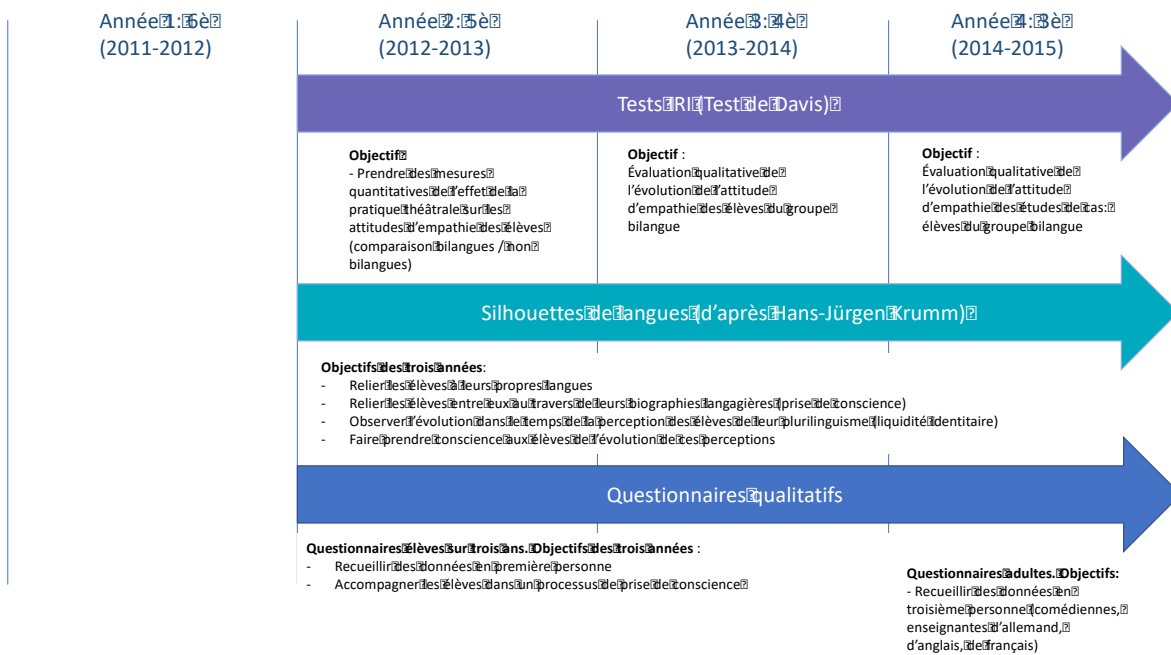 Année 1: 6è
(2011-2012)
Année 2: 5è
(2012-2013)
Année 3: 4è
(2013-2014)
Année 4: 3è
(2014-2015)
Tests IRI (Test de Davis)
Objectif
- Prendre des mesures
quantitatives de l'effet de la
pratique théâtrale sur les
attitudes d'empathie des élèves
(comparaison bilangues / non
bilangues)
Objectif :
Évaluation qualitative de
l'évolution de l'attitude
d'empathie des élèves du groupe
bilangue
Objectif :
Évaluation qualitative de
l'évolution de l'attitude
d'empathie des études de cas:
élèves du groupe bilangue
Silhouettes de langues (d'après Hans-Jürgen Krumm)
Objectifs des trois années:
- Relier les élèves à leurs propres langues
- Relier les élèves entre eux au travers de leurs biographies langagières (prise de conscience)
- Observer l'évolution dans le temps de la perception des élèves de leur plurilinguisme (liquidité identitaire)
- Faire prendre conscience aux élèves de l'évolution de ces perceptions
Questionnaires qualitatifs
Questionnaires élèves sur trois ans. Objectifs des trois années :
- Recueillir des données en première personne
- Accompagner les élèves dans un processus de prise de conscience
Questionnaires adultes. Objectifs:
- Recueillir des données en
troisième personne (comédiennes,
enseignantes d'allemand,
d'anglais, de français)